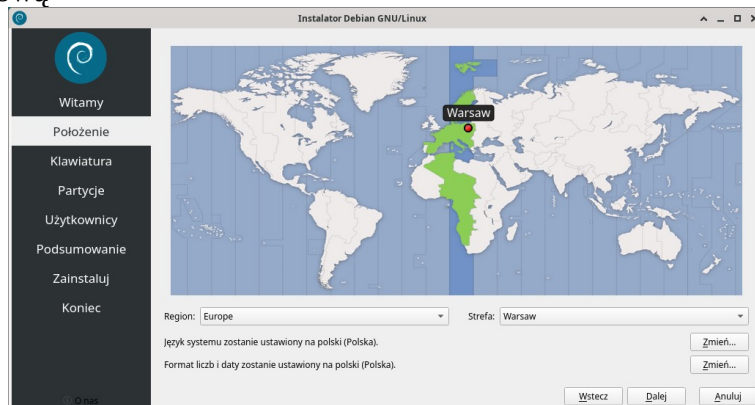 Instalator Debian GNU/Linux
Witamy
Położenie
Klawiatura
Partycje
Użytkownicy
Podsumowanie
Zainstaluj
Koniec
O nas
Warsaw
Region: Europe Strefa: Warsaw
Język systemu zostanie ustawiony na polski (Polska). Zmień...
Format liczb i daty zostanie ustawiony na polski (Polska). Zmień...
Wstecz Dalej Anuluj